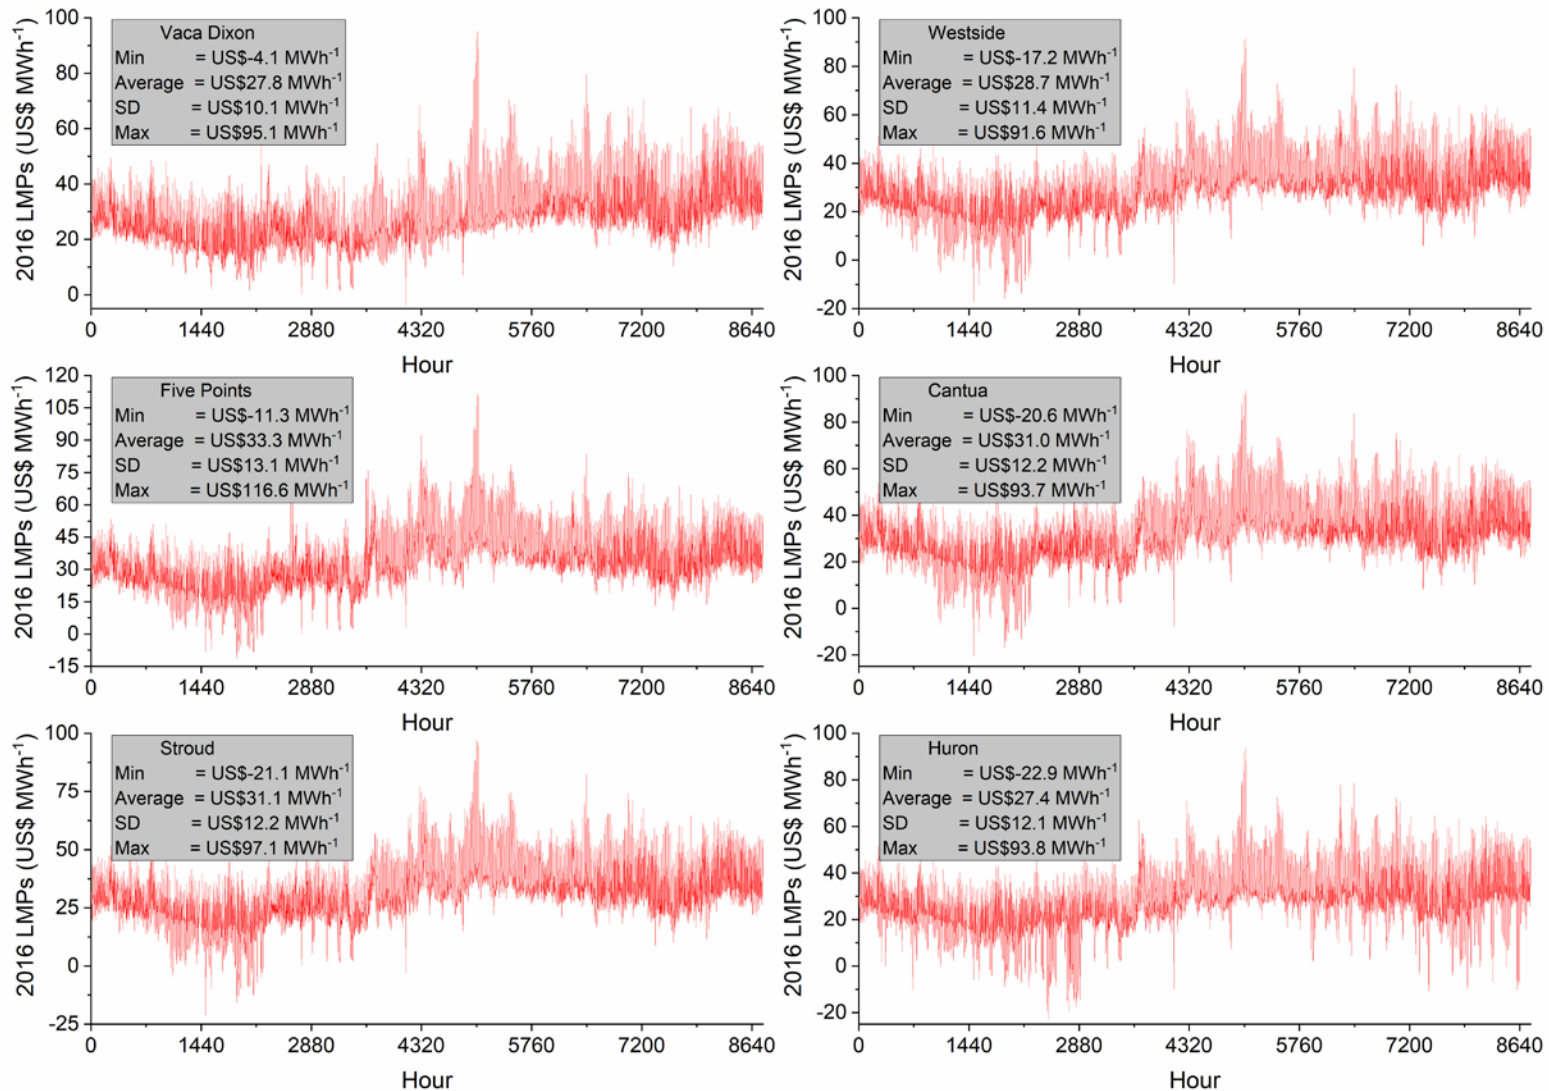 2016 LMPs (US$ MWh⁻¹)
100
80
60
40
20
0
Vaca Dixon
Min = US$-4.1 MWh⁻¹
Average = US$27.8 MWh⁻¹
SD = US$10.1 MWh⁻¹
Max = US$95.1 MWh⁻¹
0 1440 2880 4320 5760 7200 8640
Hour
2016 LMPs (US$ MWh⁻¹)
100
80
60
40
20
0
-20
Westside
Min = US$-17.2 MWh⁻¹
Average = US$28.7 MWh⁻¹
SD = US$11.4 MWh⁻¹
Max = US$91.6 MWh⁻¹
0 1440 2880 4320 5760 7200 8640
Hour
2016 LMPs (US$ MWh⁻¹)
120
105
90
75
60
45
30
15
0
-15
Five Points
Min = US$-11.3 MWh⁻¹
Average = US$33.3 MWh⁻¹
SD = US$13.1 MWh⁻¹
Max = US$116.6 MWh⁻¹
0 1440 2880 4320 5760 7200 8640
Hour
2016 LMPs (US$ MWh⁻¹)
100
80
60
40
20
0
-20
Cantua
Min = US$-20.6 MWh⁻¹
Average = US$31.0 MWh⁻¹
SD = US$12.2 MWh⁻¹
Max = US$93.7 MWh⁻¹
0 1440 2880 4320 5760 7200 8640
Hour
2016 LMPs (US$ MWh⁻¹)
100
75
50
25
0
-25
Stroud
Min = US$-21.1 MWh⁻¹
Average = US$31.1 MWh⁻¹
SD = US$12.2 MWh⁻¹
Max = US$97.1 MWh⁻¹
0 1440 2880 4320 5760 7200 8640
Hour
2016 LMPs (US$ MWh⁻¹)
100
80
60
40
20
0
-20
Huron
Min = US$-22.9 MWh⁻¹
Average = US$27.4 MWh⁻¹
SD = US$12.1 MWh⁻¹
Max = US$93.8 MWh⁻¹
0 1440 2880 4320 5760 7200 8640
Hour